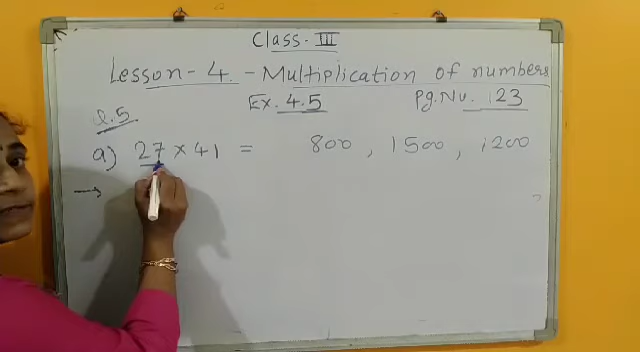 Class - III
Lesson - 4. - Multiplication of numbers
Ex. 4.5 Pg.No. 123
Q.5
a) 27 × 41 = 800, 1500, 1200
→